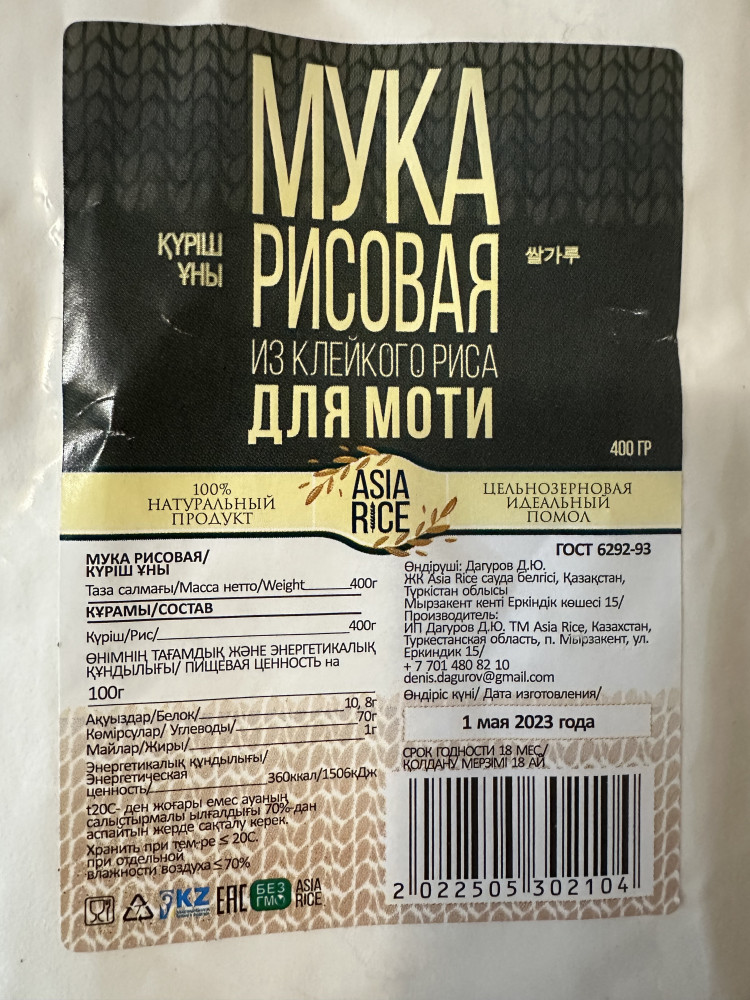 МУКА
РИСОВАЯ
ИЗ КЛЕЙКОГО РИСА
ДЛЯ МОТИ
ҚҮРІШ
ҰНЫ
쌀가루
400 ГР
100%
НАТУРАЛЬНЫЙ
ПРОДУКТ
ASIA
RICE
ЦЕЛЬНОЗЕРНОВАЯ
ИДЕАЛЬНЫЙ
ПОМОЛ
МУКА РИСОВАЯ/
КҮРІШ ҰНЫ
Таза салмағы/Масса нетто/Weight 400г
ҚҰРАМЫ/СОСТАВ
Күріш/Рис/ 400г
ӨНІМНІҢ ТАҒАМДЫҚ ЖӘНЕ ЭНЕРГЕТИКАЛЫҚ
ҚҰНДЫЛЫҒЫ/ ПИЩЕВАЯ ЦЕННОСТЬ на
100г
Ақуыздар/Белок/ 10, 8г
Көмірсулар/ Углеводы/ 70г
Майлар/Жиры/ 1г
Энергетикалық құндылығы/
Энергетическая
ценность/ 360ккал/1506кДж
t20C- ден жоғары емес ауаның
салыстырмалы ылғалдығы 70%-дан
аспайтын жерде сақталу керек.
Хранить при тем-ре ≤ 20С.
при отдельной
влажности воздуха ≤ 70%
KZ
EAC
БЕЗ
ГМО
ASIA
RICE
ГОСТ 6292-93
Өндіруші: Дагуров Д.Ю.
ЖК Asia Rice сауда белгісі, Қазақстан,
Түркістан облысы
Мырзакент кенті Еркіндік көшесі 15/
Производитель:
ИП Дагуров Д.Ю. ТМ Asia Rice, Казахстан,
Туркестанская область, п. Мырзакент, ул.
Еркиндик 15/
+ 7 701 480 82 10
denis.dagurov@gmail.com
Өндіріс күні/ Дата изготовления/
1 мая 2023 года
СРОК ГОДНОСТИ 18 МЕС/
ҚОЛДАНУ МЕРЗІМІ 18 АЙ
2 022505 302104